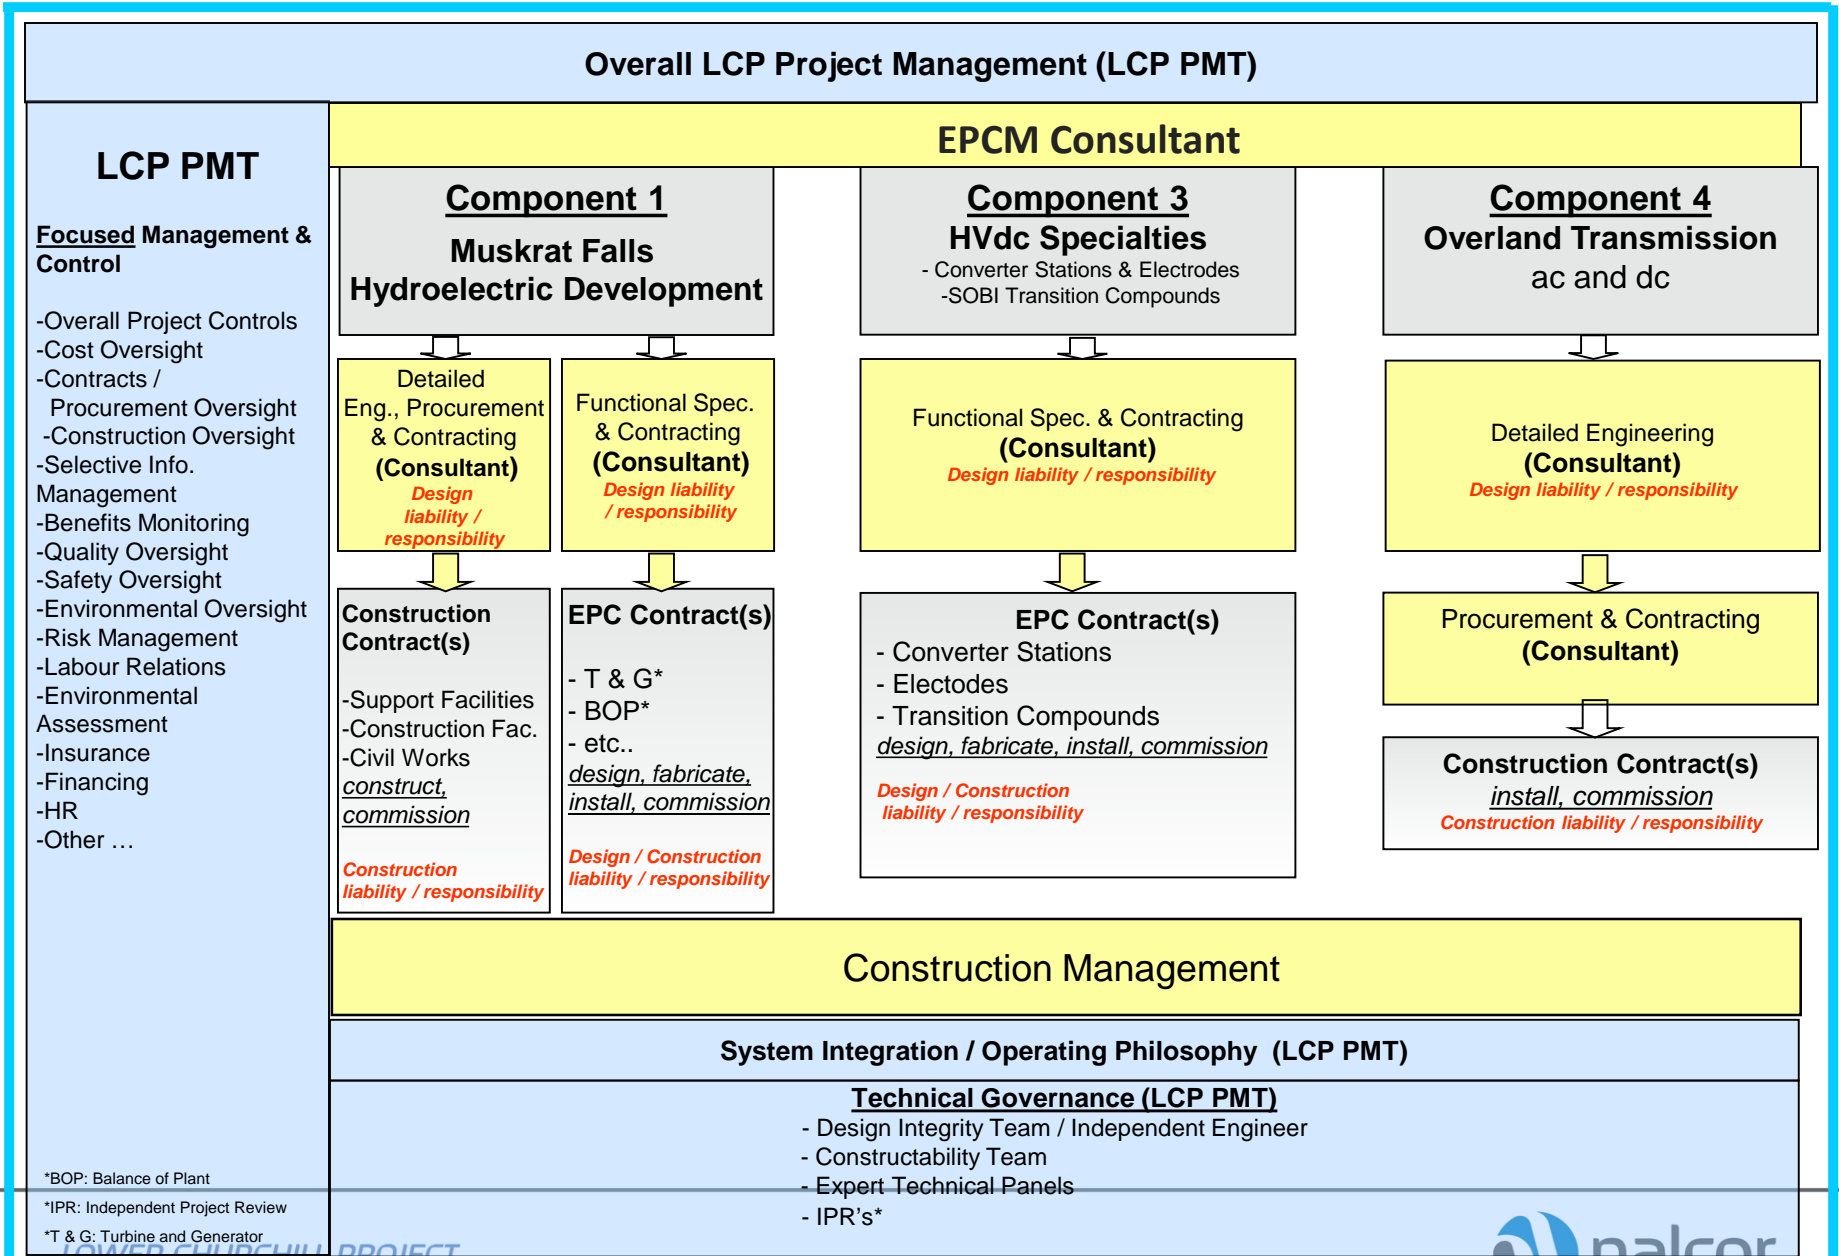 Overall LCP Project Management (LCP PMT)
LCP PMT
Focused Management &
Control
-Overall Project Controls
-Cost Oversight
-Contracts /
Procurement Oversight
-Construction Oversight
-Selective Info.
Management
-Benefits Monitoring
-Quality Oversight
-Safety Oversight
-Environmental Oversight
-Risk Management
-Labour Relations
-Environmental
Assessment
-Insurance
-Financing
-HR
-Other …
*BOP: Balance of Plant
*IPR: Independent Project Review
*T & G: Turbine and Generator
EPCM Consultant
Component 1
Muskrat Falls
Hydroelectric Development
Detailed
Eng., Procurement
& Contracting
(Consultant)
Design
liability /
responsibility
Construction
Contract(s)
-Support Facilities
-Construction Fac.
-Civil Works
construct,
commission
Construction
liability / responsibility
Functional Spec.
& Contracting
(Consultant)
Design liability
/ responsibility
EPC Contract(s)
- T & G*
- BOP*
- etc..
design, fabricate,
install, commission
Design / Construction
liability / responsibility
Component 3
HVdc Specialties
- Converter Stations & Electrodes
-SOBI Transition Compounds
Functional Spec. & Contracting
(Consultant)
Design liability / responsibility
EPC Contract(s)
- Converter Stations
- Electodes
- Transition Compounds
design, fabricate, install, commission
Design / Construction
liability / responsibility
Component 4
Overland Transmission
ac and dc
Detailed Engineering
(Consultant)
Design liability / responsibility
Procurement & Contracting
(Consultant)
Construction Contract(s)
install, commission
Construction liability / responsibility
Construction Management
System Integration / Operating Philosophy (LCP PMT)
Technical Governance (LCP PMT)
- Design Integrity Team / Independent Engineer
- Constructability Team
- Expert Technical Panels
- IPR's*
LOWER CHURCHILL PROJECT
nalcor